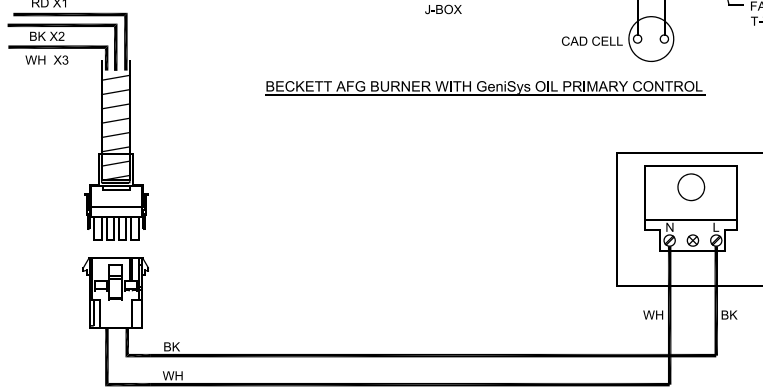 RD X1
BK X2
WH X3
J-BOX
CAD CELL
BECKETT AFG BURNER WITH GeniSys OIL PRIMARY CONTROL
N
L
WH
BK
BK
WH